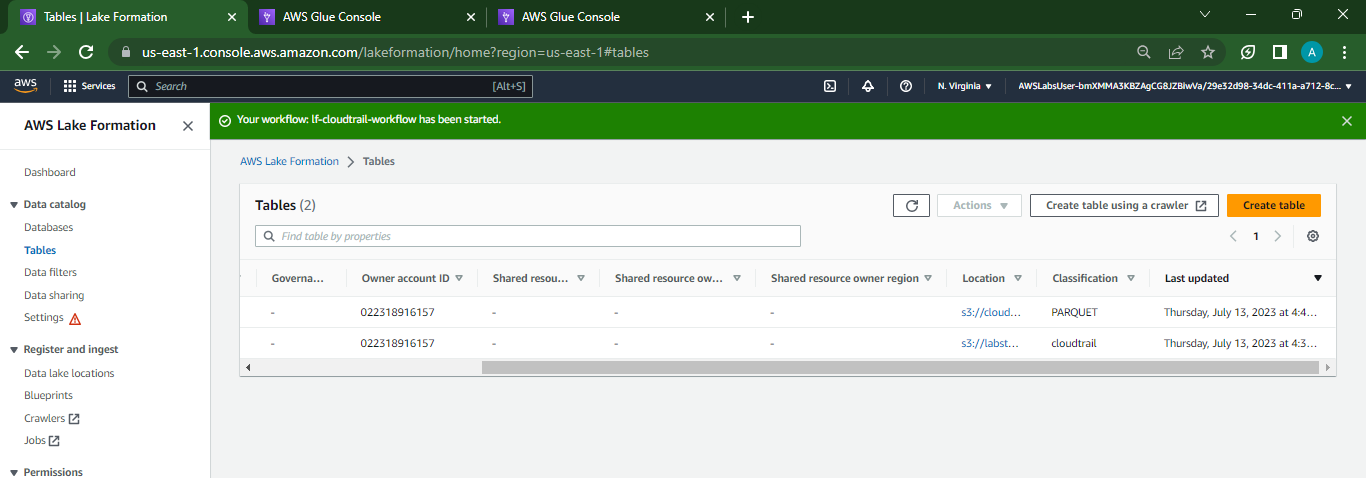 Tables | Lake Formation
AWS Glue Console
AWS Glue Console
us-east-1.console.aws.amazon.com/lakeformation/home?region=us-east-1#tables
A
aws
Services
Search
[Alt+S]
N. Virginia
AWSLabsUser-bmXMMA3KBZAgCG8JZBiwVa/29e32d98-34dc-411a-a712-8c...
AWS Lake Formation
Your workflow: lf-cloudtrail-workflow has been started.
Dashboard
Data catalog
Databases
Tables
Data filters
Data sharing
Settings
Register and ingest
Data lake locations
Blueprints
Crawlers
Jobs
Permissions
AWS Lake Formation > Tables
Tables (2)
Actions
Create table using a crawler
Create table
Find table by properties
1
Governa... Owner account ID Shared resou... Shared resource ow... Shared resource owner region Location Classification Last updated
- 022318916157 - - - s3://cloud... PARQUET Thursday, July 13, 2023 at 4:4...
- 022318916157 - - - s3://labst... cloudtrail Thursday, July 13, 2023 at 4:3...